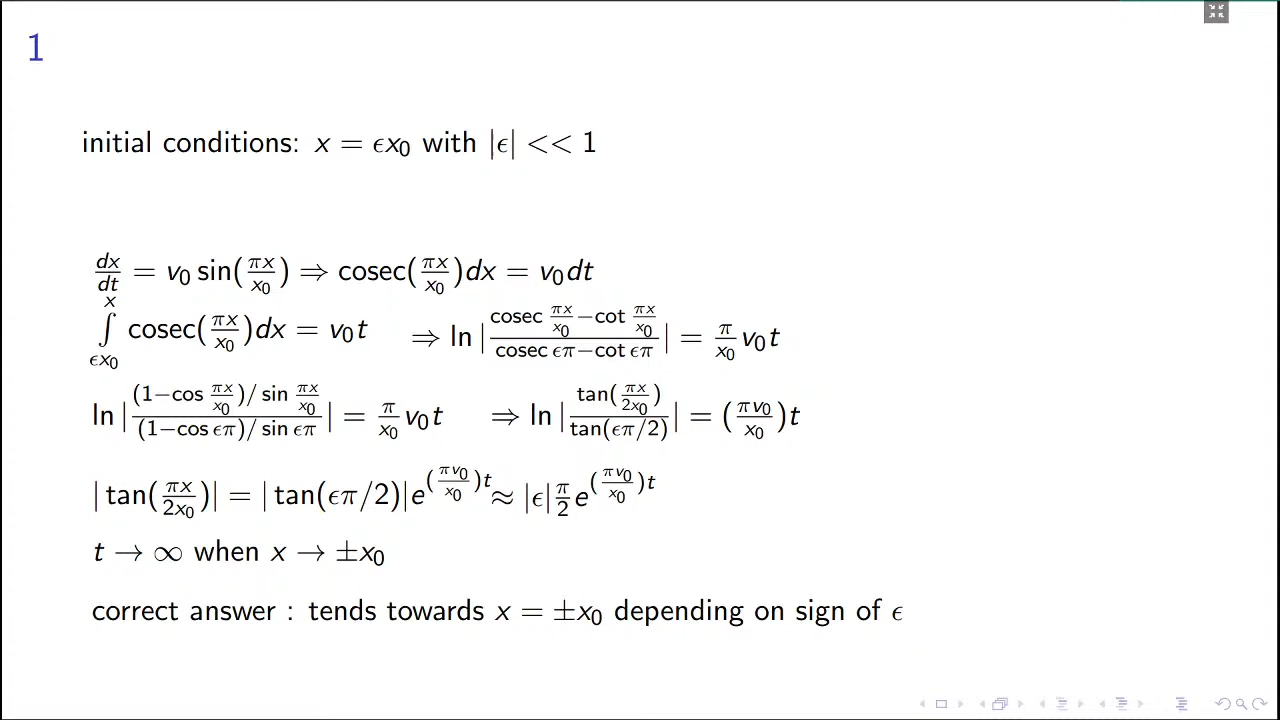 1
initial conditions: x = ϵx₀ with |ϵ| << 1
dx/dt = v₀ sin(πx/x₀) ⇒ cosec(πx/x₀)dx = v₀dt
∫_{ϵx₀}^{x} cosec(πx/x₀)dx = v₀t ⇒ ln |(cosec πx/x₀ − cot πx/x₀)/(cosec ϵπ − cot ϵπ)| = π/x₀ v₀t
ln |((1−cos πx/x₀)/ sin πx/x₀)/((1−cos ϵπ)/ sin ϵπ)| = π/x₀ v₀t ⇒ ln |tan(πx/2x₀)/tan(ϵπ/2)| = (πv₀/x₀)t
| tan(πx/2x₀)| = | tan(ϵπ/2)|e^{(πv₀/x₀)t} ≈ |ϵ|π/2 e^{(πv₀/x₀)t}
t → ∞ when x → ±x₀
correct answer : tends towards x = ±x₀ depending on sign of ϵ